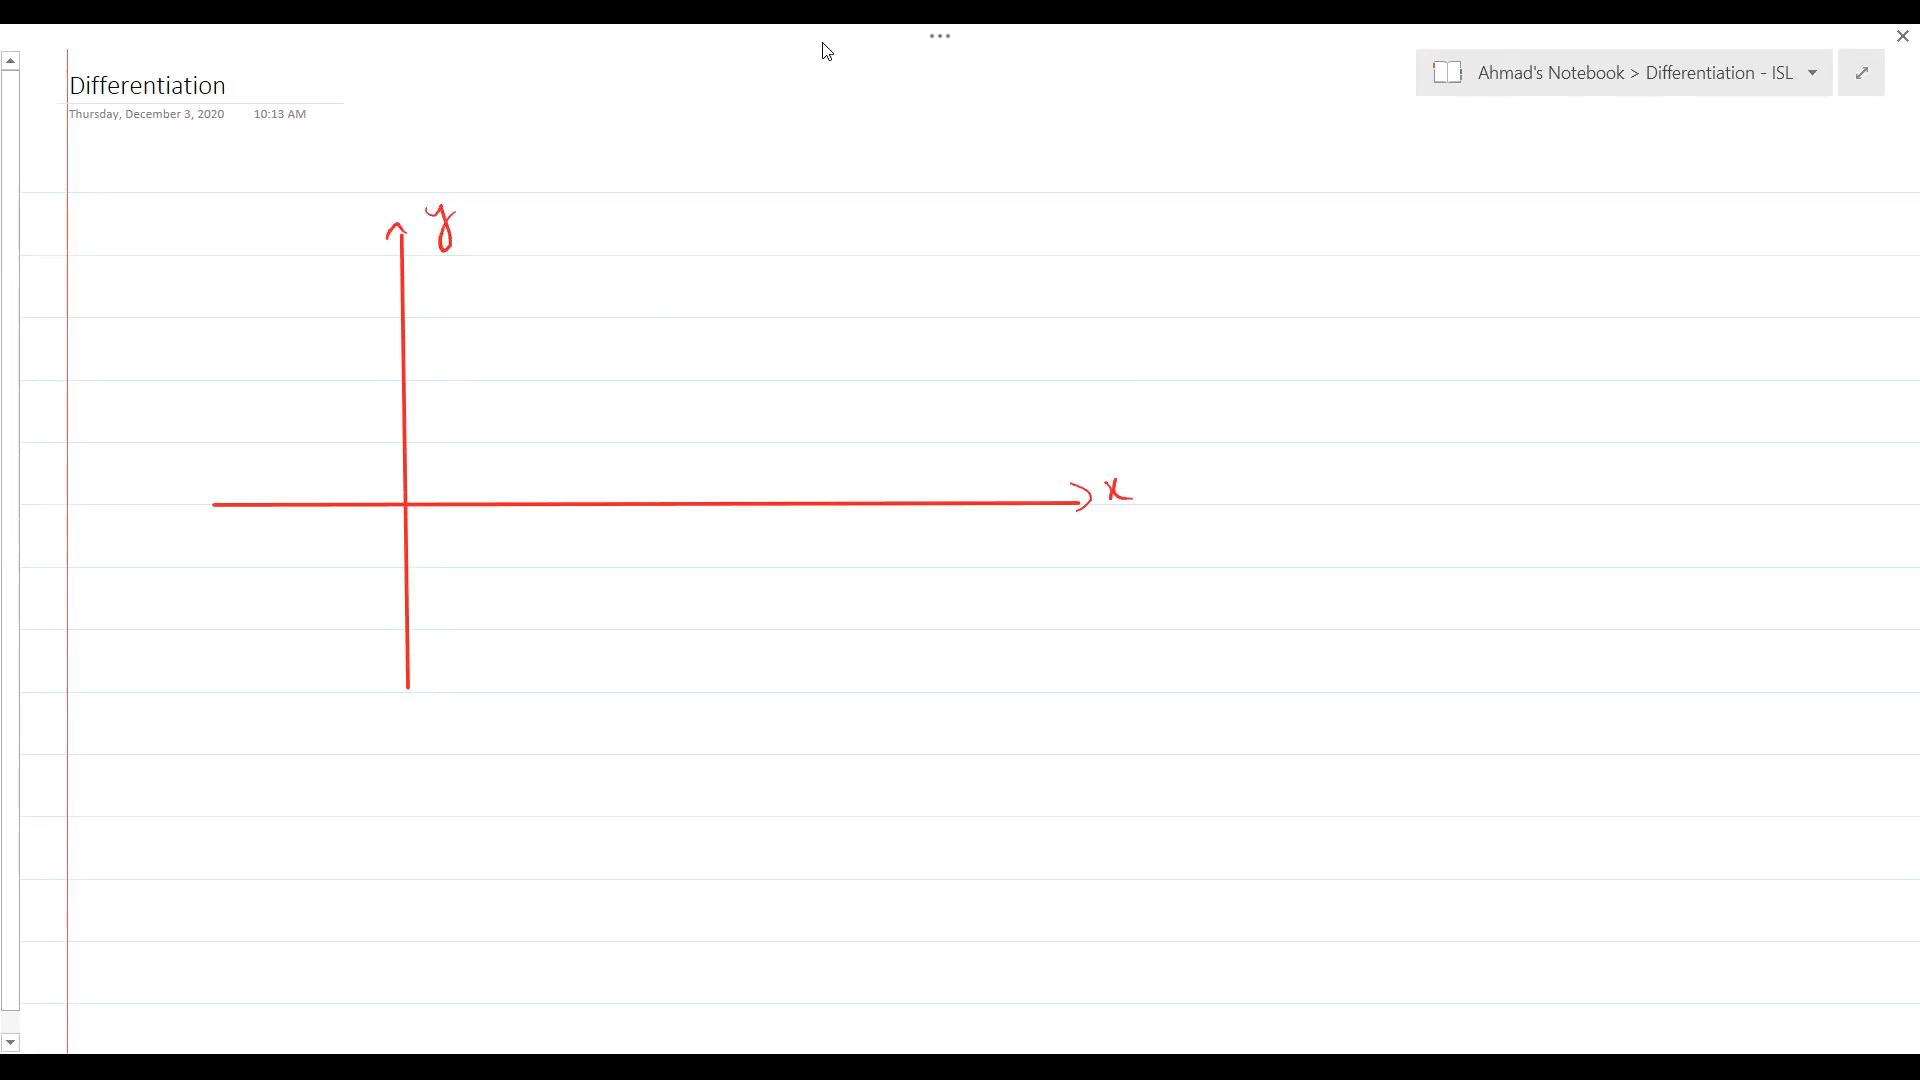 Ahmad's Notebook > Differentiation - ISL
Differentiation
Thursday, December 3, 2020 10:13 AM
y
x